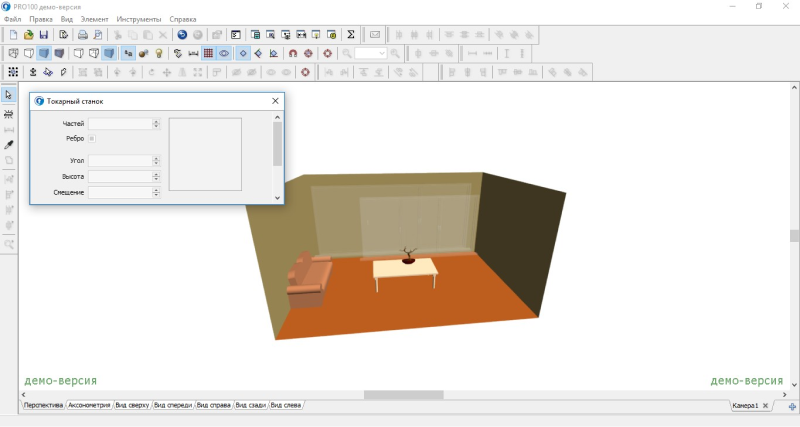 PRO100 демо-версия
Файл Правка Вид Элемент Инструменты Справка
Токарный станок
Частей
Ребро
Угол
Высота
Смещение
демо-версия демо-версия
Перспектива Аксонометрия Вид сверху Вид спереди Вид справа Вид сзади Вид слева Камера1